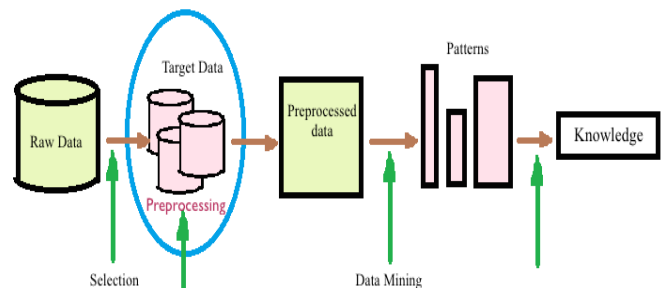 Patterns
Target Data
Raw Data
Preprocessed
data
Knowledge
Preprocessing
Selection
Data Mining